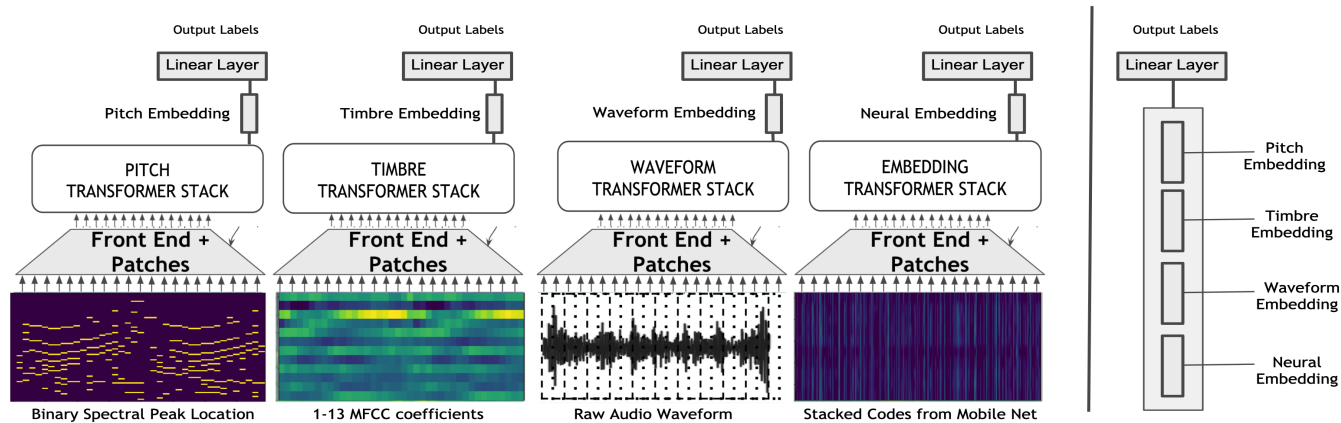 Output Labels
Linear Layer
Pitch Embedding
PITCH
TRANSFORMER STACK
Front End +
Patches
Binary Spectral Peak Location
Output Labels
Linear Layer
Timbre Embedding
TIMBRE
TRANSFORMER STACK
Front End +
Patches
1-13 MFCC coefficients
Output Labels
Linear Layer
Waveform Embedding
WAVEFORM
TRANSFORMER STACK
Front End +
Patches
Raw Audio Waveform
Output Labels
Linear Layer
Neural Embedding
EMBEDDING
TRANSFORMER STACK
Front End +
Patches
Stacked Codes from Mobile Net
Output Labels
Linear Layer
Pitch
Embedding
Timbre
Embedding
Waveform
Embedding
Neural
Embedding